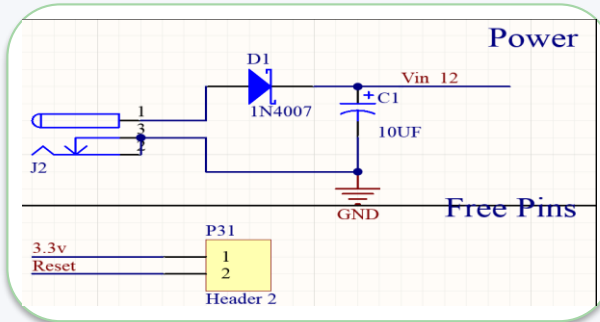 Power
D1
Vin 12
1N4007
+
C1
10UF
1
3
2
J2
GND
Free Pins
P31
3.3v
1
Reset
2
Header 2